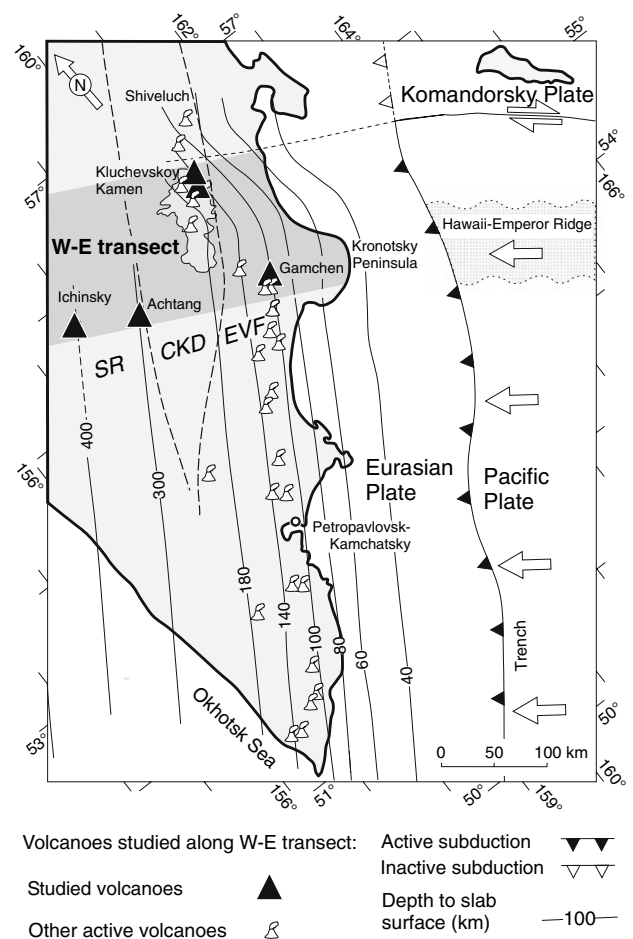 162°
57°
164°
55°
160°
N
Shiveluch
Komandorsky Plate
54°
Kluchevskoy
Kamen
166°
57°
Hawaii-Emperor Ridge
W-E transect
Kronotsky
Peninsula
Gamchen
Ichinsky
Achtang
SR
CKD
EVF
400
300
156°
Eurasian
Plate
Pacific
Plate
Petropavlovsk-
Kamchatsky
180
140
100
80
60
40
Trench
Okhotsk Sea
50°
53°
0 50 100 km
160°
156°
51°
50°
159°
Volcanoes studied along W-E transect:
Studied volcanoes
Other active volcanoes
Active subduction
Inactive subduction
Depth to slab
surface (km)
100